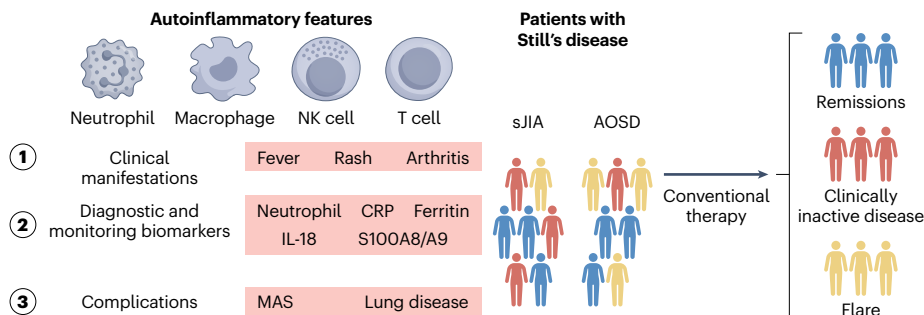 Autoinflammatory features
Patients with
Still's disease
Neutrophil Macrophage NK cell T cell
sJIA AOSD
1 Clinical
manifestations
Fever Rash Arthritis
2 Diagnostic and
monitoring biomarkers
Neutrophil CRP Ferritin
IL-18 S100A8/A9
3 Complications
MAS Lung disease
Conventional
therapy
Remissions
Clinically
inactive disease
Flare